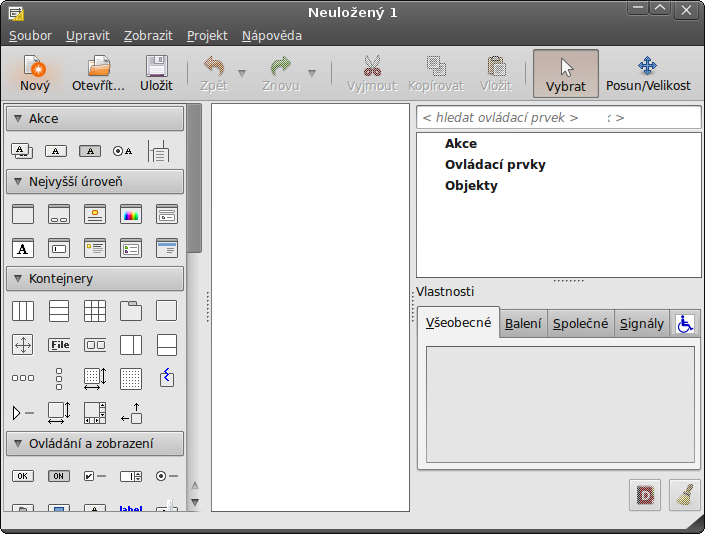 Neuložený 1
Soubor Upravit Zobrazit Projekt Nápověda
Nový Otevřít... Uložit Zpět Znovu Vyjmout Kopírovat Vložit Vybrat Posun/Velikost
Akce
A A A A
Nejvyšší úroveň
A
Kontejnery
File
Ovládání a zobrazení
OK ON
A label
< hledat ovládací prvek > : >
Akce
Ovládací prvky
Objekty
Vlastnosti
Všeobecné Balení Společné Signály
D